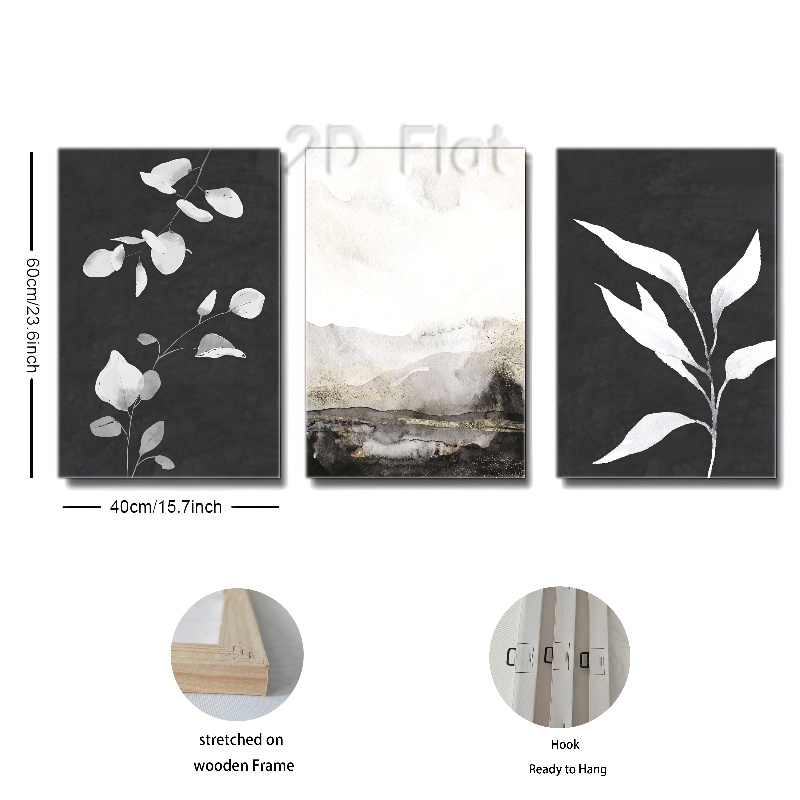 2D Flat
60cm/23.6inch
40cm/15.7inch
stretched on
wooden Frame
Hook
Ready to Hang